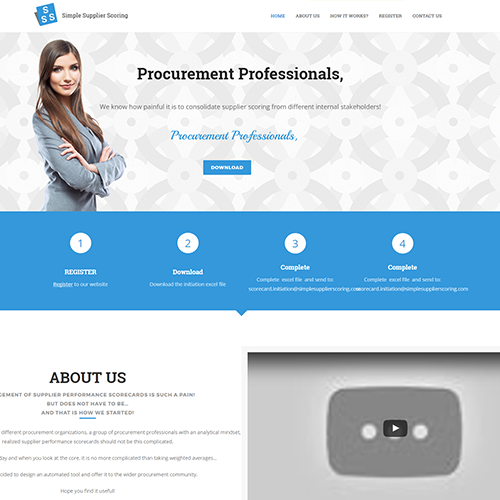 S
S S
Simple Supplier Scoring
HOME ABOUT US HOW IT WORKS? REGISTER CONTACT US
Procurement Professionals,
We know how painful it is to consolidate supplier scoring from different internal stakeholders!
Procurement Professionals,
DOWNLOAD
1 2 3 4
REGISTER Download Complete Complete
Register to our website Download the initiation excel file Complete excel file and send to: Complete excel file and send to:
scorecard.initiation@simplesupplierscoring.com scorecard.initiation@simplesupplierscoring.com
ABOUT US
GEMENT OF SUPPLIER PERFORMANCE SCORECARDS IS SUCH A PAIN!
BUT DOES NOT HAVE TO BE..
AND THAT IS HOW WE STARTED!
different procurement organizations, a group of procurement professionals with an analytical mindset,
realized supplier performance scorecards should not be this complicated.
day and when you look at the core, it is no more complicated than taking weighted averages...
cided to design an automated tool and offer it to the wider procurement community.
Hope you find it useful!